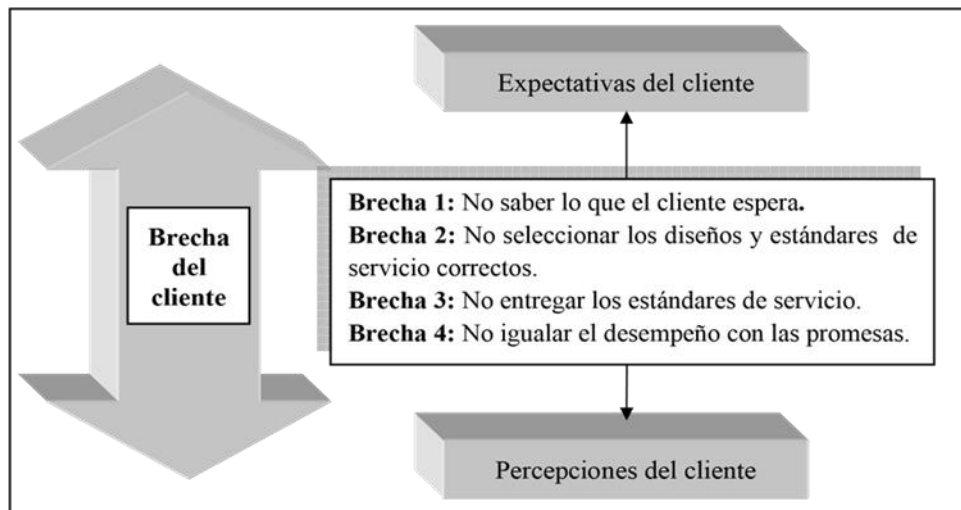 Expectativas del cliente
Brecha
del
cliente
Brecha 1: No saber lo que el cliente espera.
Brecha 2: No seleccionar los diseños y estándares de
servicio correctos.
Brecha 3: No entregar los estándares de servicio.
Brecha 4: No igualar el desempeño con las promesas.
Percepciones del cliente